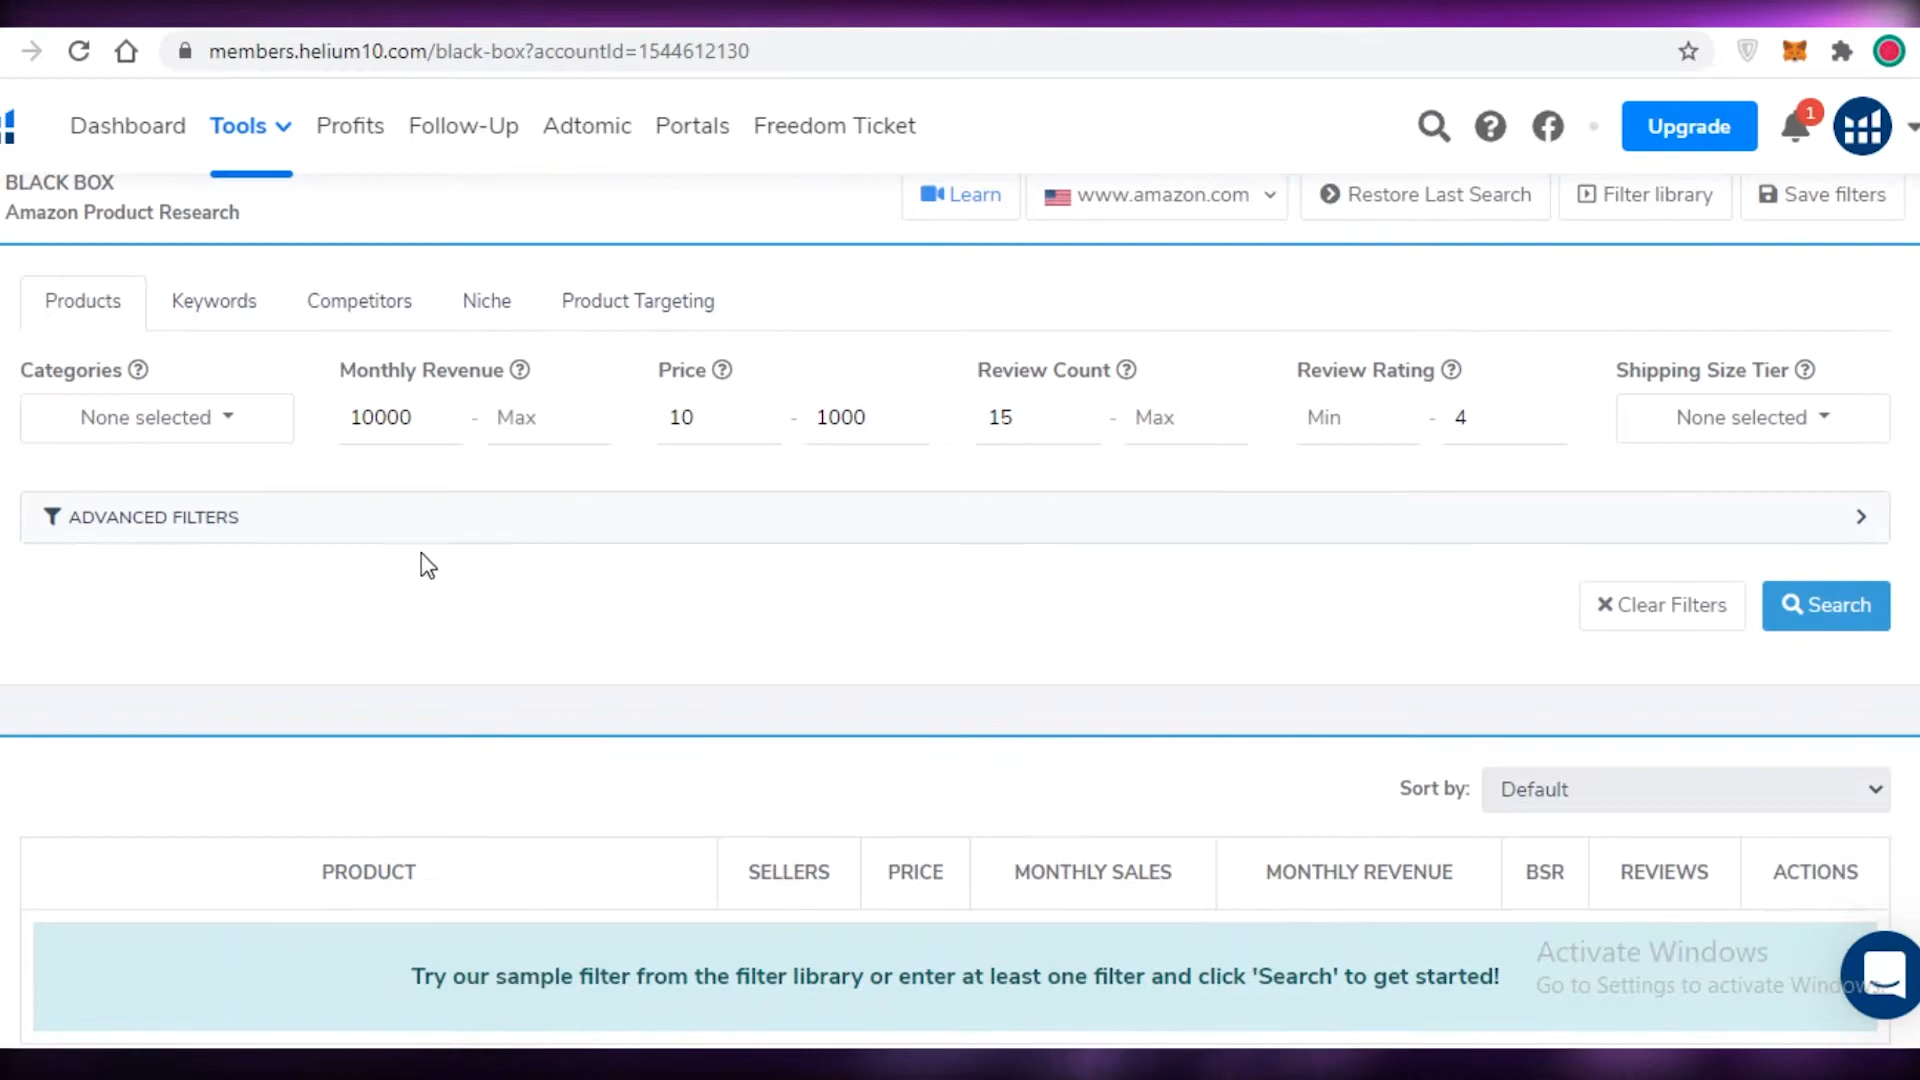 members.helium10.com/black-box?accountId=1544612130
Dashboard Tools Profits Follow-Up Adtomic Portals Freedom Ticket Upgrade 1
BLACK BOX
Amazon Product Research
Learn www.amazon.com Restore Last Search Filter library Save filters
Products Keywords Competitors Niche Product Targeting
Categories Monthly Revenue Price Review Count Review Rating Shipping Size Tier
None selected 10000 - Max 10 - 1000 15 - Max Min - 4 None selected
ADVANCED FILTERS
Clear Filters Search
Sort by: Default
PRODUCT SELLERS PRICE MONTHLY SALES MONTHLY REVENUE BSR REVIEWS ACTIONS
Try our sample filter from the filter library or enter at least one filter and click 'Search' to get started!
Activate Windows
Go to Settings to activate Windows.